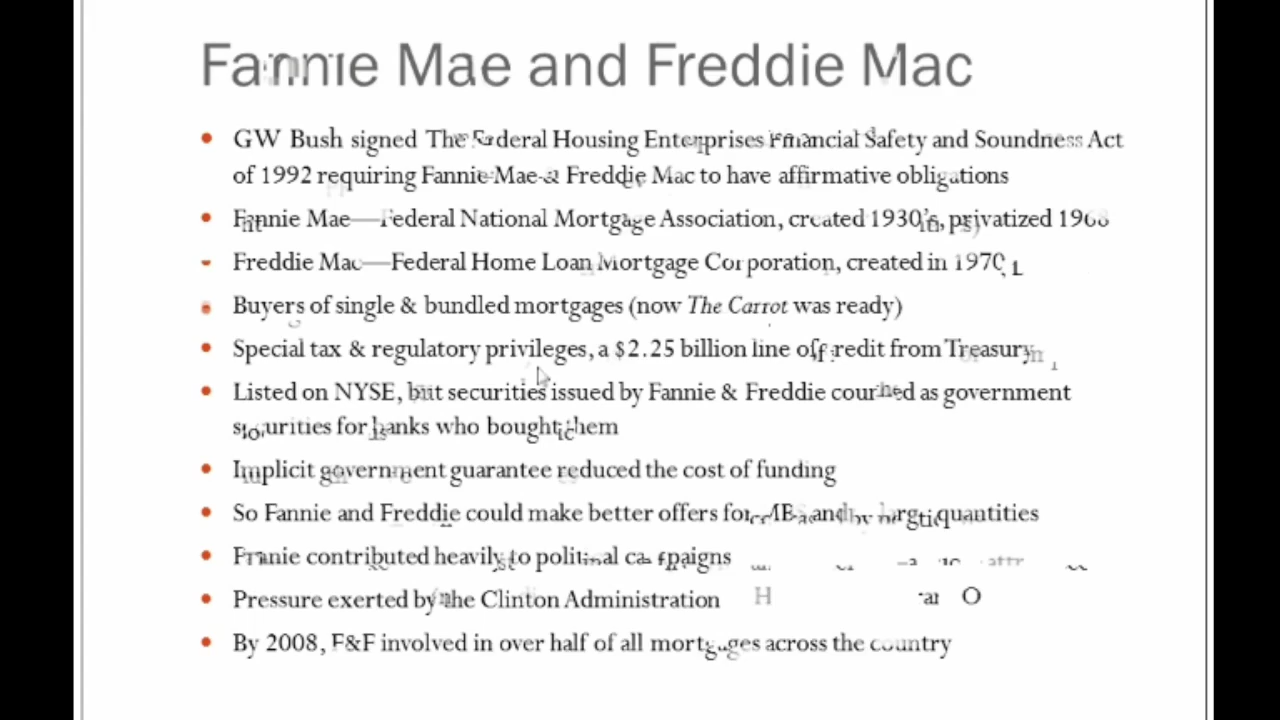 Fannie Mae and Freddie Mac
• GW Bush signed The Federal Housing Enterprises Financial Safety and Soundness Act
of 1992 requiring Fannie Mae & Freddie Mac to have affirmative obligations
• Fannie Mae—Federal National Mortgage Association, created 1930's, privatized 1968
• Freddie Mac—Federal Home Loan Mortgage Corporation, created in 1970
• Buyers of single & bundled mortgages (now The Carrot was ready)
• Special tax & regulatory privileges, a $2.25 billion line of credit from Treasury
• Listed on NYSE, but securities issued by Fannie & Freddie counted as government
securities for banks who bought them
• Implicit government guarantee reduced the cost of funding
• So Fannie and Freddie could make better offers for and quantities
• contributed heavily to political campaigns
• Pressure exerted by the Clinton Administration
• By 2008, F&F involved in over half of all mortgages across the country